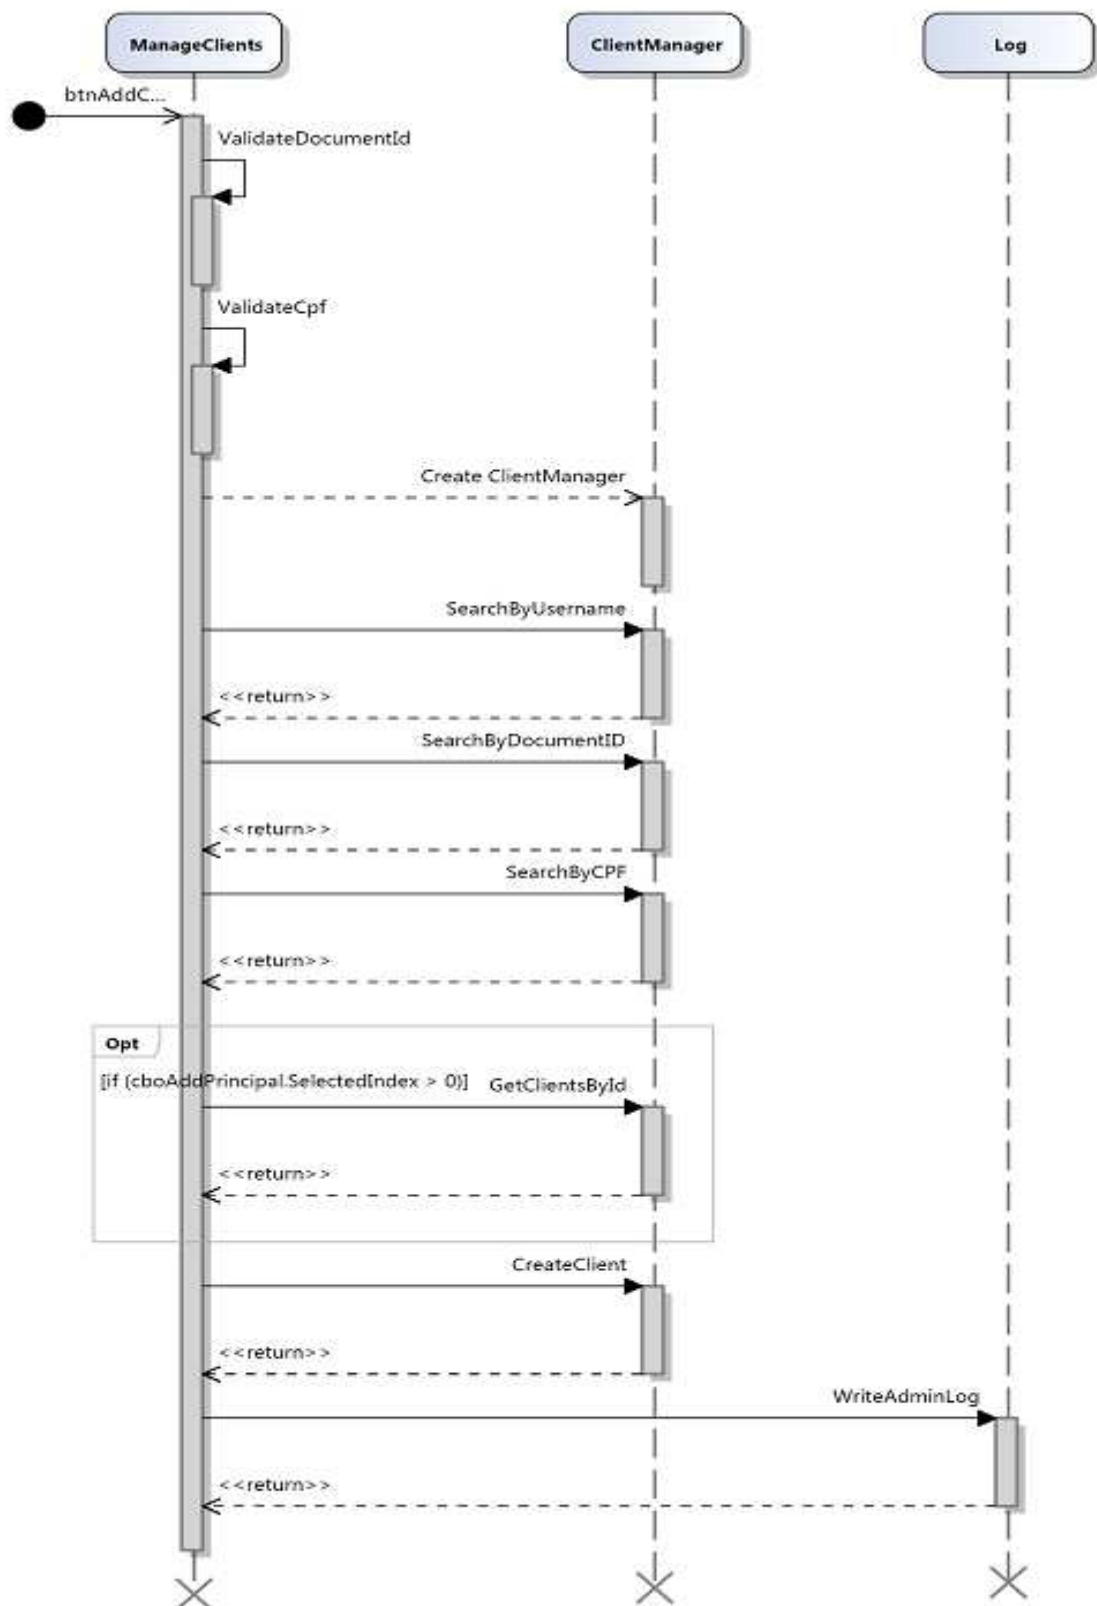 ManageClients
ClientManager
Log
btnAddC...
ValidateDocumentId
ValidateCpf
Create ClientManager
SearchByUsername
<<return>>
SearchByDocumentID
<<return>>
SearchByCPF
<<return>>
Opt
[if (cboAddPrincipal.SelectedIndex > 0)]
GetClientsById
<<return>>
CreateClient
<<return>>
WriteAdminLog
<<return>>